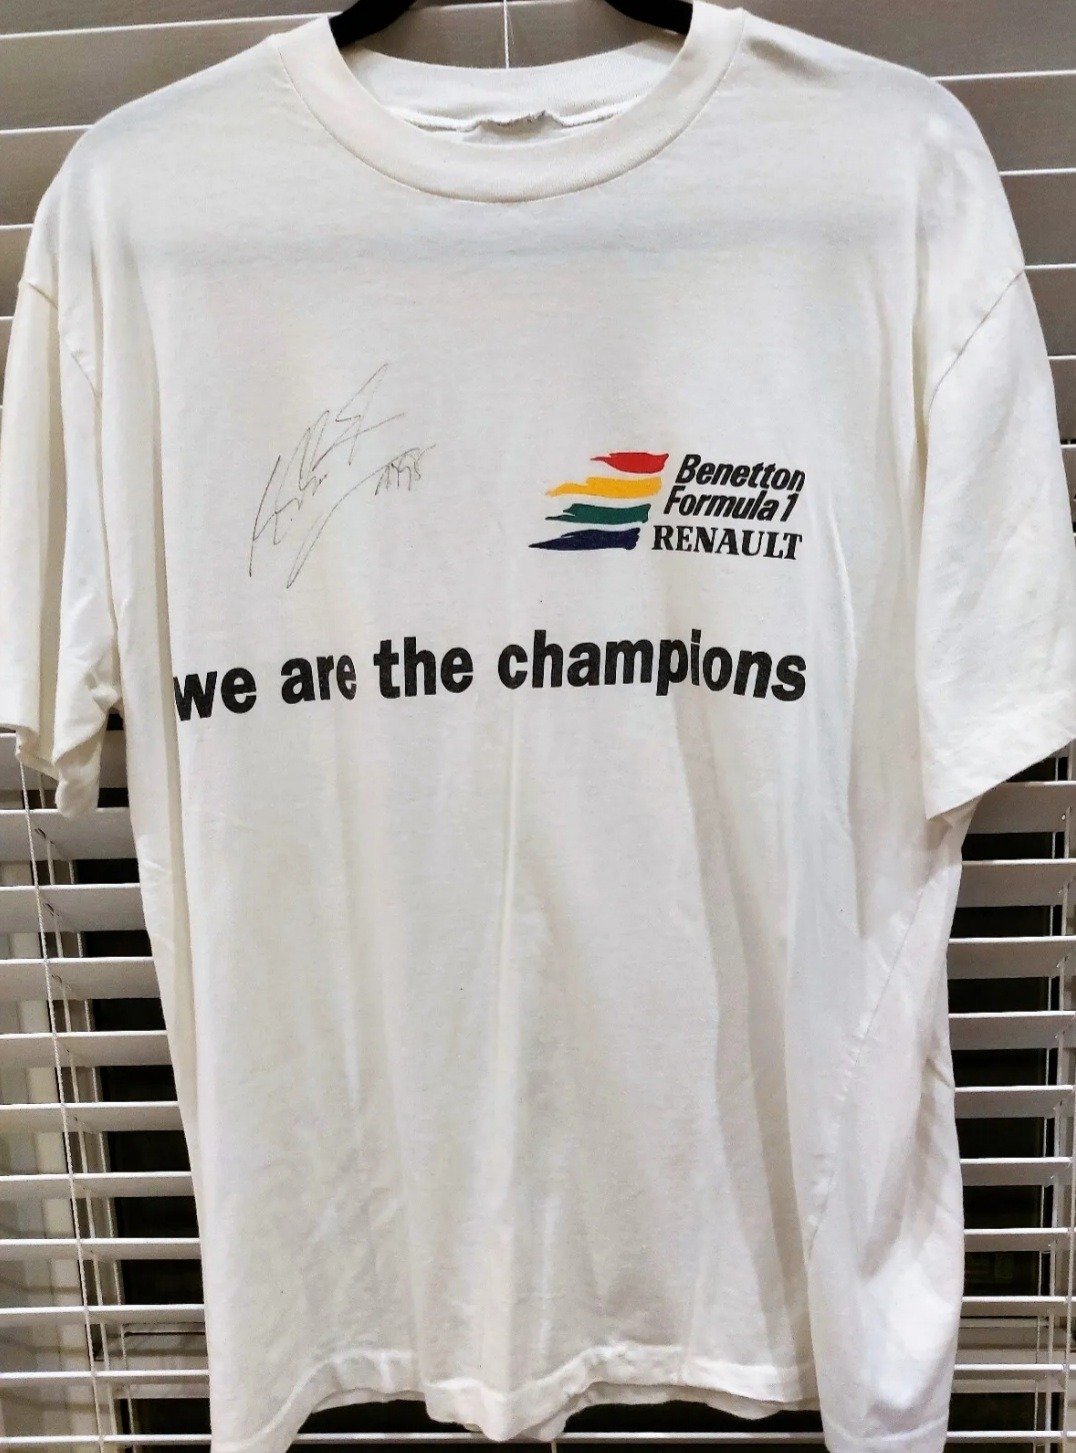 Benetton
Formula 1
RENAULT
we are the champions